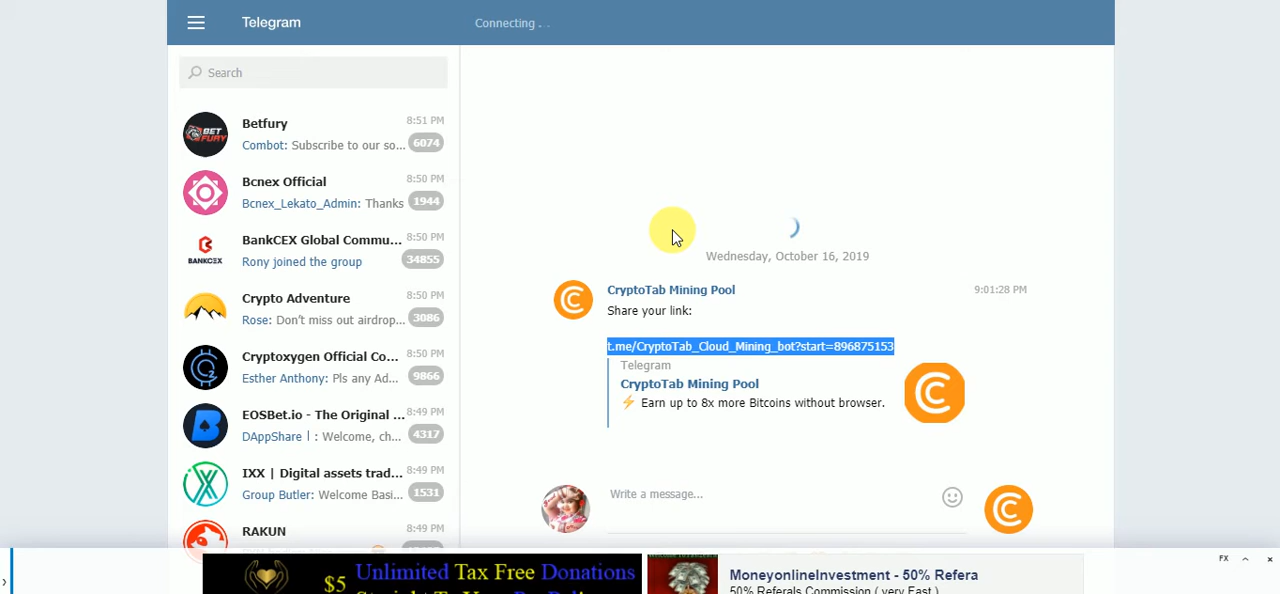 Telegram
Connecting . .
Search
Betfury
8:51 PM
Combot: Subscribe to our so...
6074
Bcnex Official
8:50 PM
Bcnex_Lekato_Admin: Thanks
1944
BankCEX Global Commu...
8:50 PM
Rony joined the group
34855
BANKCEX
Crypto Adventure
8:50 PM
Rose: Don't miss out airdrop...
3086
Cryptoxygen Official Co...
8:50 PM
Esther Anthony: Pls any Ad...
9866
EOSBet.io - The Original ...
8:49 PM
DAppShare | : Welcome, ch...
4317
IXX | Digital assets trad...
8:49 PM
Group Butler: Welcome Basi...
1531
RAKUN
8:49 PM
Wednesday, October 16, 2019
CryptoTab Mining Pool
9:01:28 PM
Share your link:
t.me/CryptoTab_Cloud_Mining_bot?start=896875153
Telegram
CryptoTab Mining Pool
⚡ Earn up to 8x more Bitcoins without browser.
Write a message...
FX
$5
Unlimited Tax Free Donations
MoneyonlineInvestment - 50% Refera
50% Referals Commission ( very Fast )